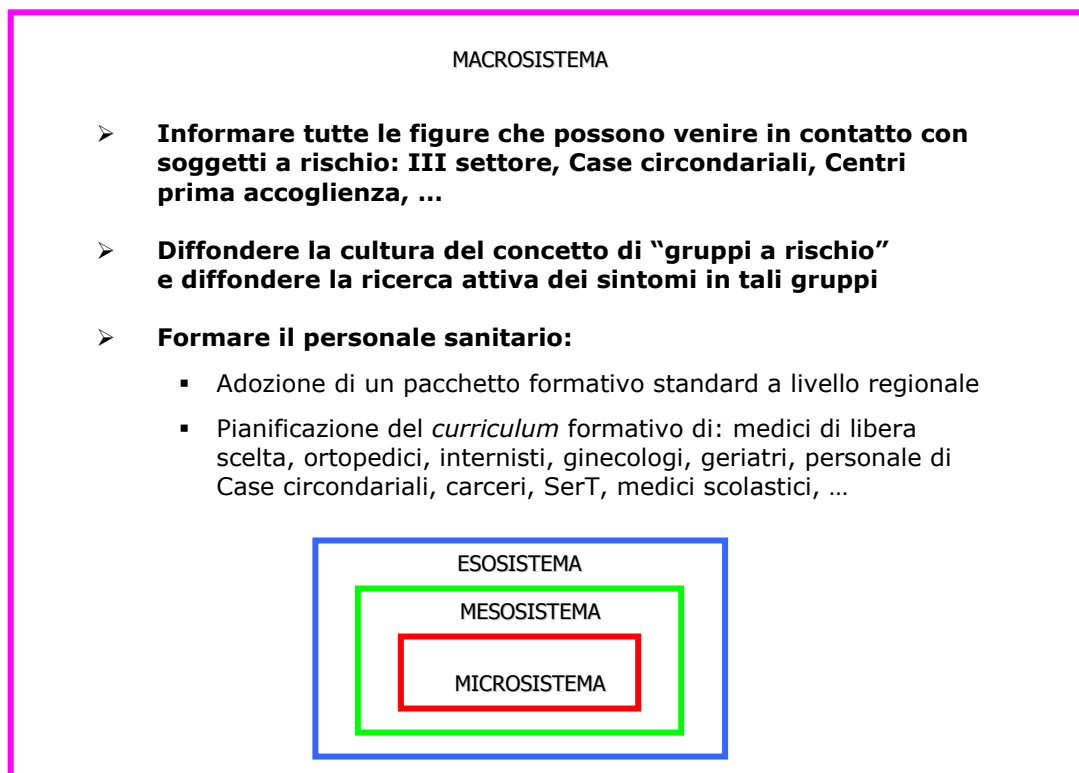 MACROSISTEMA
➢ Informare tutte le figure che possono venire in contatto con
soggetti a rischio: III settore, Case circondariali, Centri
prima accoglienza, …
➢ Diffondere la cultura del concetto di “gruppi a rischio”
e diffondere la ricerca attiva dei sintomi in tali gruppi
➢ Formare il personale sanitario:
▪ Adozione di un pacchetto formativo standard a livello regionale
▪ Pianificazione del curriculum formativo di: medici di libera
scelta, ortopedici, internisti, ginecologi, geriatri, personale di
Case circondariali, carceri, SerT, medici scolastici, …
ESOSISTEMA
MESOSISTEMA
MICROSISTEMA